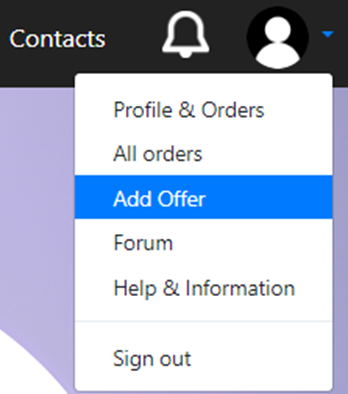 Contacts
Profile & Orders
All orders
Add Offer
Forum
Help & Information
Sign out